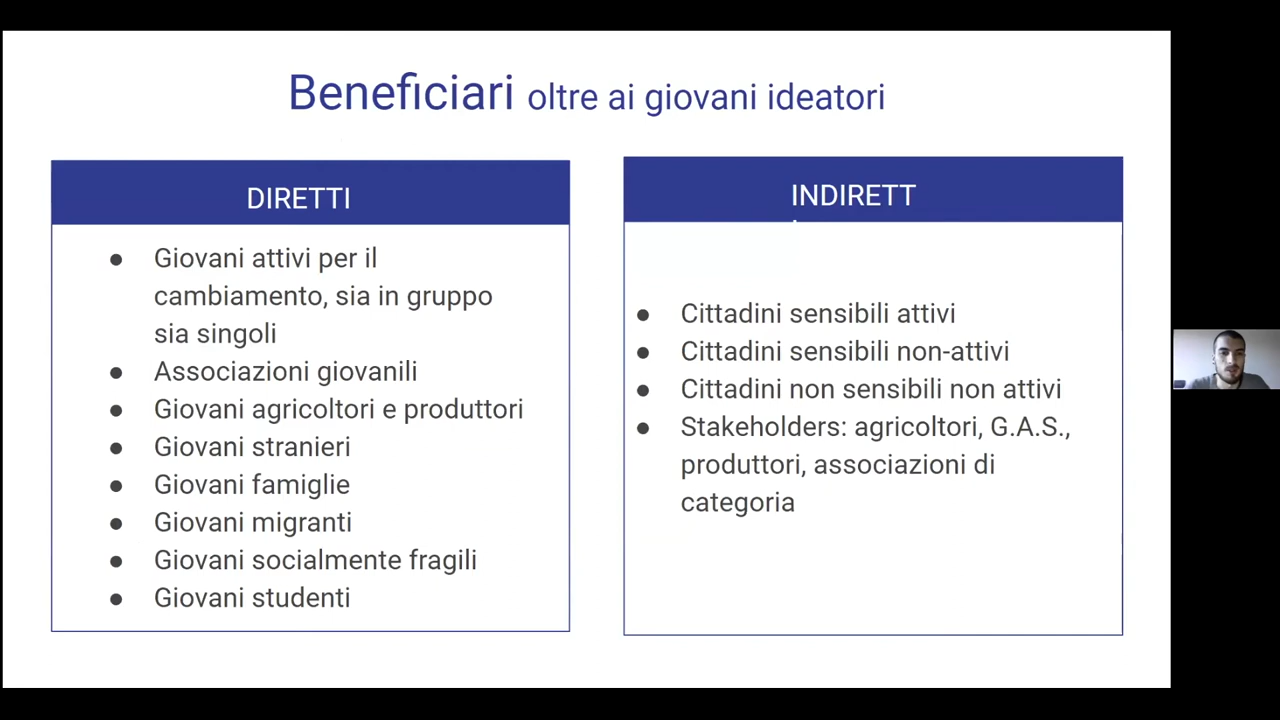 Beneficiari oltre ai giovani ideatori
DIRETTI
● Giovani attivi per il
cambiamento, sia in gruppo
sia singoli
● Associazioni giovanili
● Giovani agricoltori e produttori
● Giovani stranieri
● Giovani famiglie
● Giovani migranti
● Giovani socialmente fragili
● Giovani studenti
INDIRETT
● Cittadini sensibili attivi
● Cittadini sensibili non-attivi
● Cittadini non sensibili non attivi
● Stakeholders: agricoltori, G.A.S.,
produttori, associazioni di
categoria